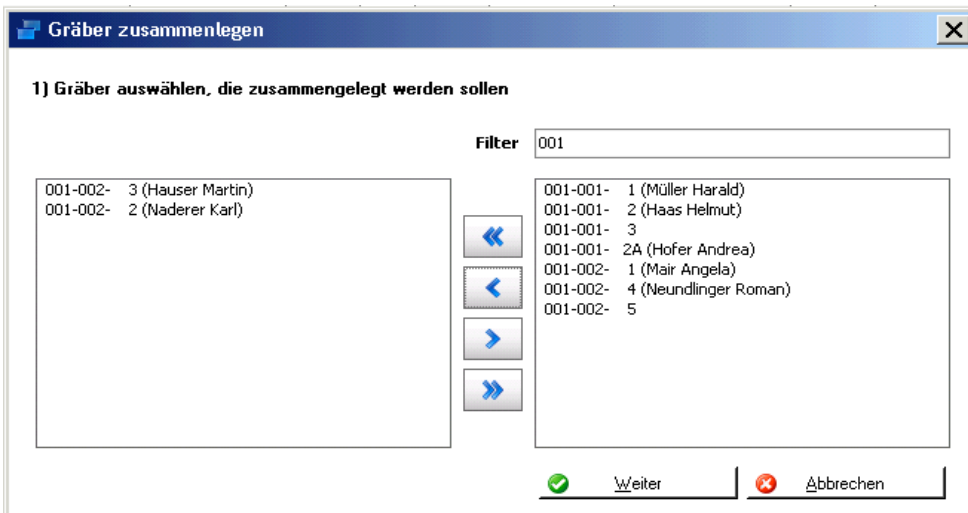 Gräber zusammenlegen
1) Gräber auswählen, die zusammengelegt werden sollen
Filter 001
001-002- 3 (Hauser Martin)
001-002- 2 (Naderer Karl)
001-001- 1 (Müller Harald)
001-001- 2 (Haas Helmut)
001-001- 3
001-001- 2A (Hofer Andrea)
001-002- 1 (Mair Angela)
001-002- 4 (Neundlinger Roman)
001-002- 5
Weiter
Abbrechen